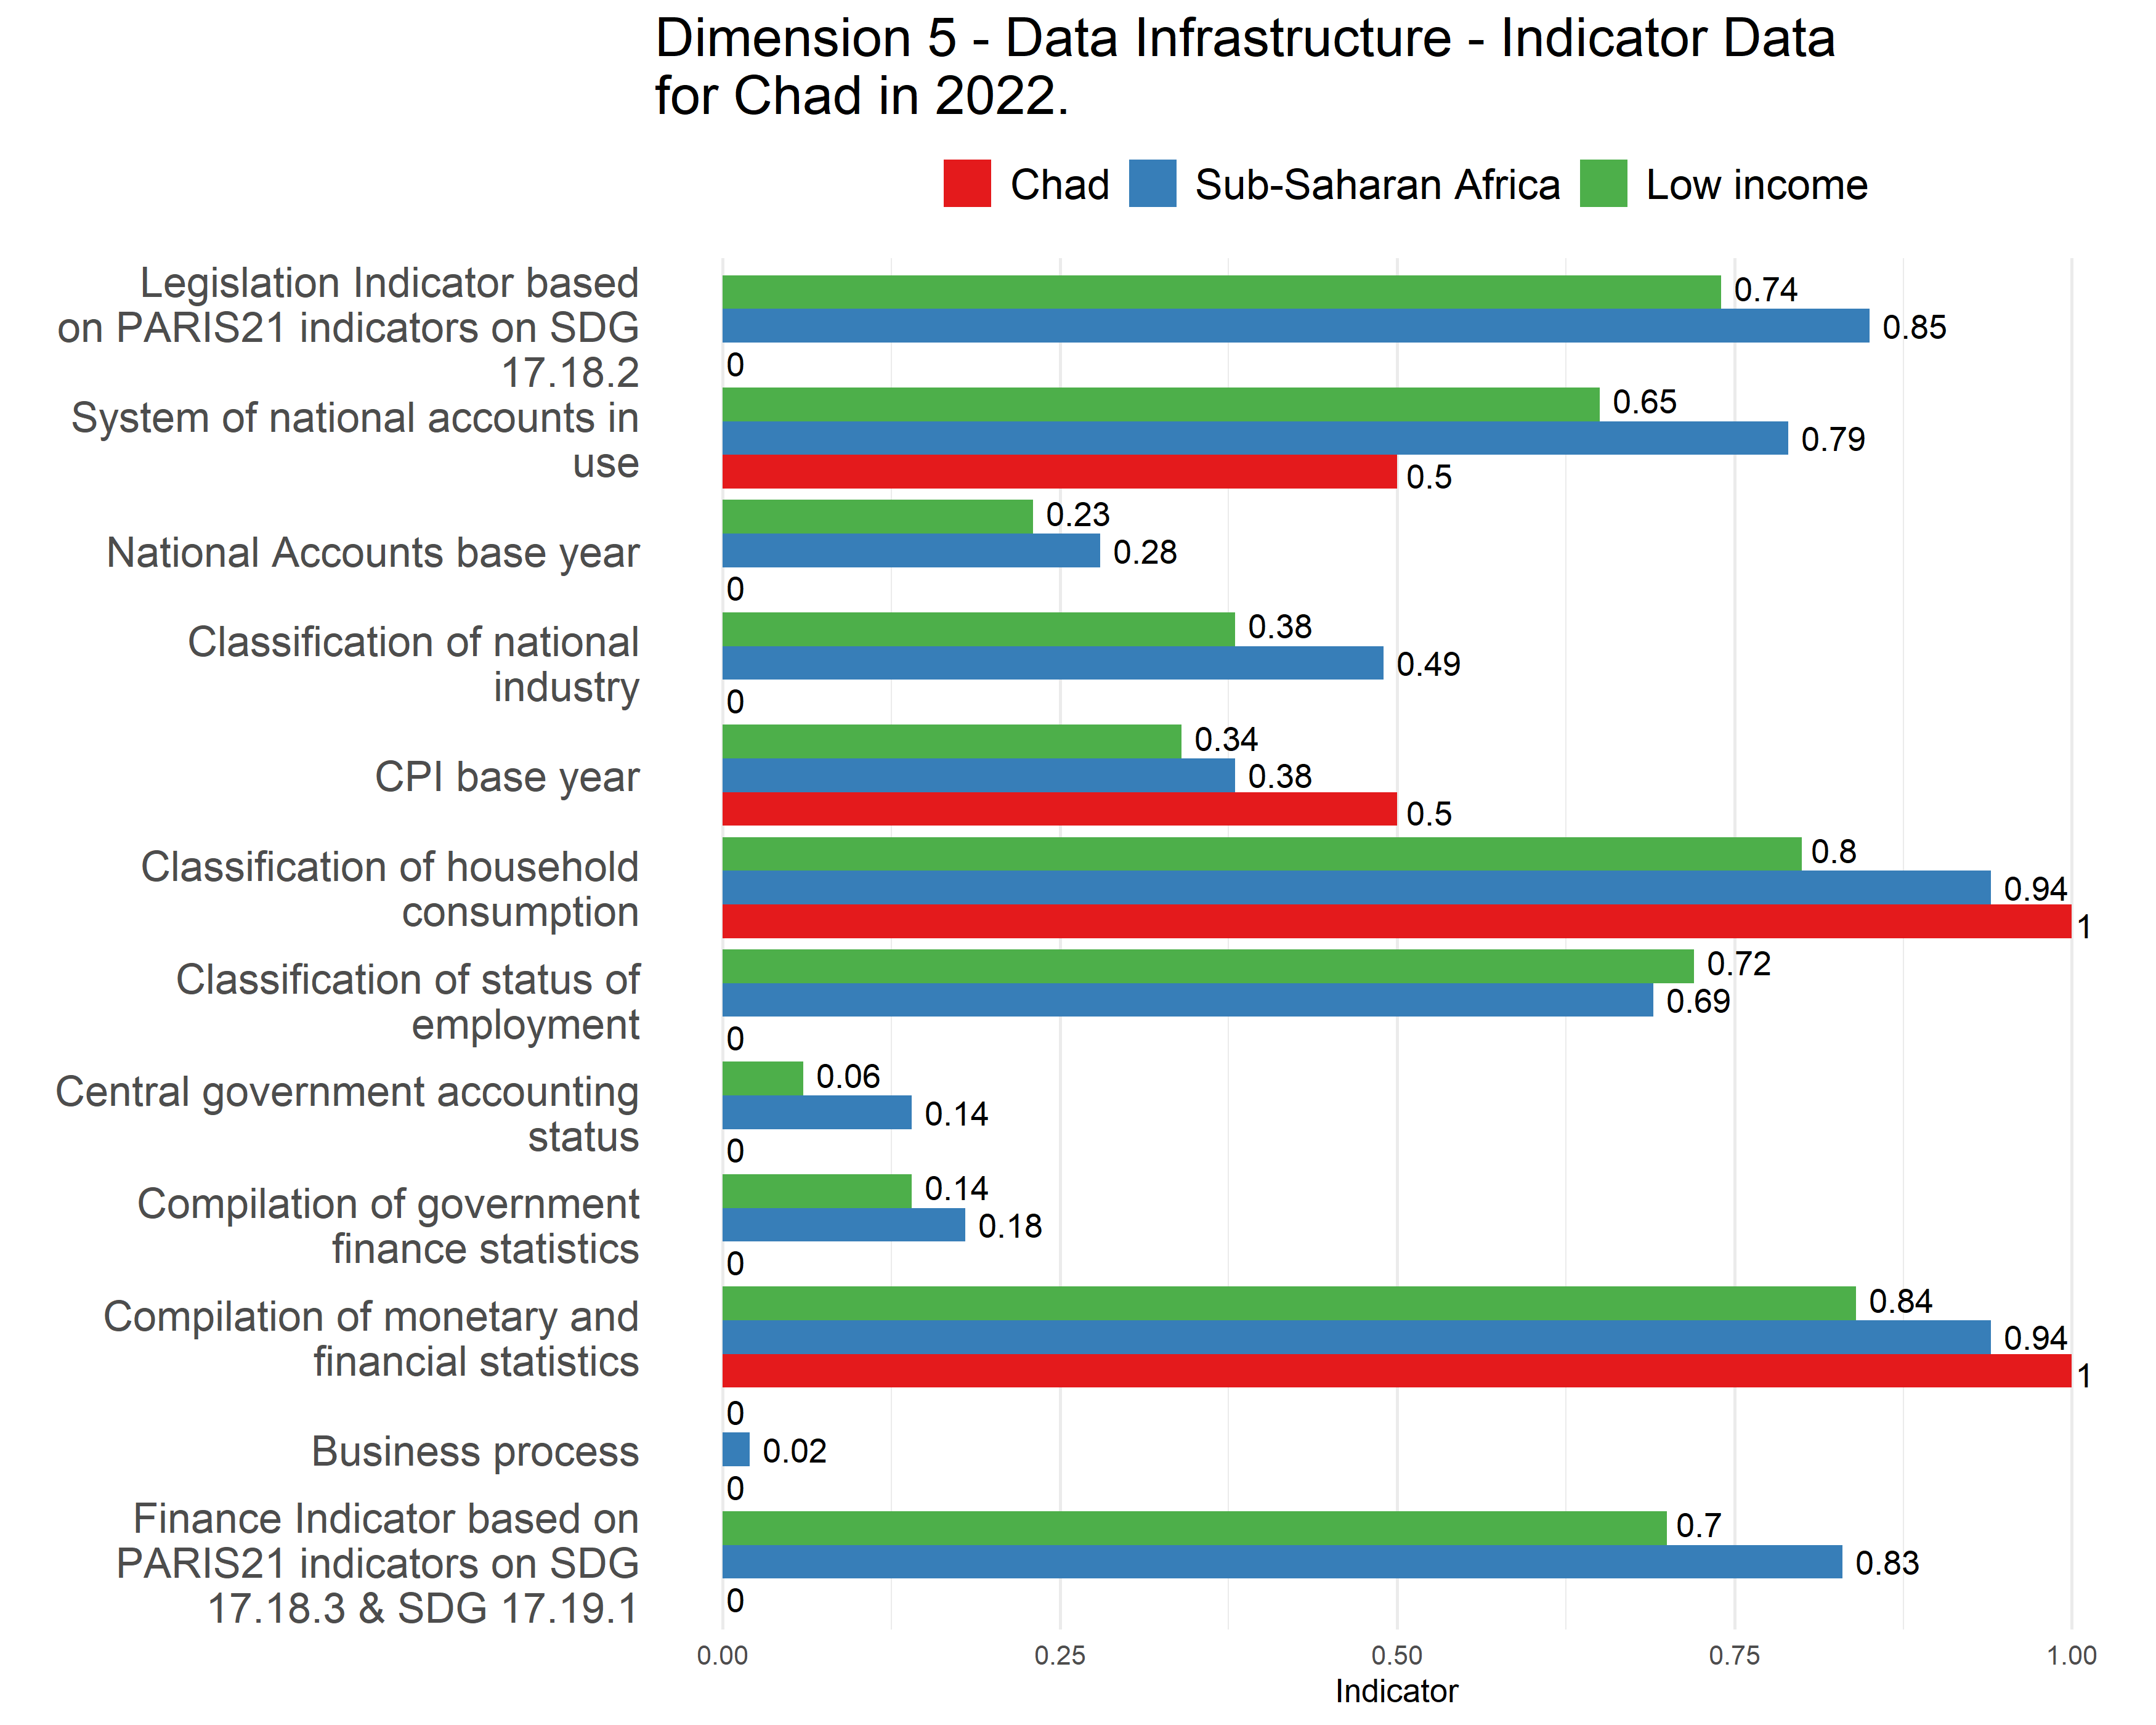 Dimension 5 - Data Infrastructure - Indicator Data
for Chad in 2022.
Chad
Sub-Saharan Africa
Low income
Legislation Indicator based
on PARIS21 indicators on SDG
17.18.2
0.74
0.85
0
System of national accounts in
use
0.65
0.79
0.5
National Accounts base year
0.23
0.28
0
Classification of national
industry
0.38
0.49
0
CPI base year
0.34
0.38
0.5
Classification of household
consumption
0.8
0.94
1
Classification of status of
employment
0.72
0.69
0
Central government accounting
status
0.06
0.14
0
Compilation of government
finance statistics
0.14
0.18
0
Compilation of monetary and
financial statistics
0.84
0.94
1
Business process
0
0.02
0
Finance Indicator based on
PARIS21 indicators on SDG
17.18.3 & SDG 17.19.1
0.7
0.83
0
0.00
0.25
0.50
0.75
1.00
Indicator